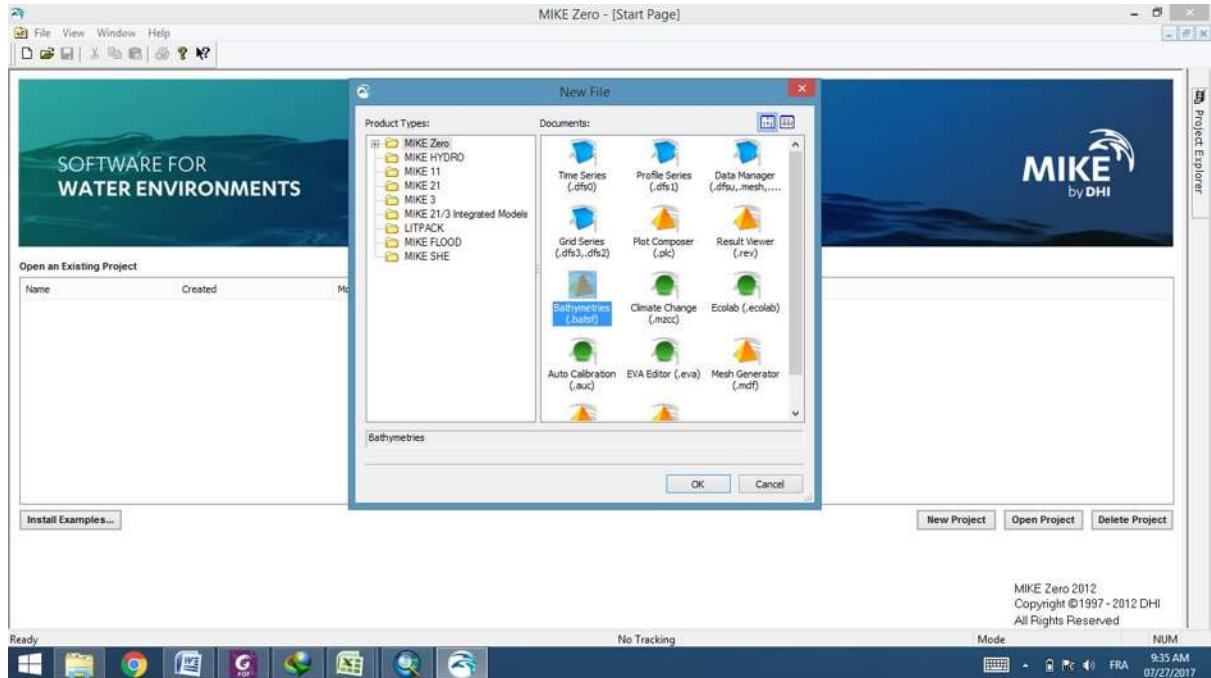 MIKE Zero - [Start Page]
File View Window Help
Project Explorer
SOFTWARE FOR
WATER ENVIRONMENTS
MIKE
by DHI
New File
Product Types:
Documents:
MIKE Zero
MIKE HYDRO
MIKE 11
MIKE 21
MIKE 3
MIKE 21/3 Integrated Models
LITPACK
MIKE FLOOD
MIKE SHE
Time Series
(.dfs0)
Profile Series
(.dfs1)
Data Manager
(.dfsu,.mesh,....
Grid Series
(.dfs3,.dfs2)
Plot Composer
(.plc)
Result Viewer
(.rev)
Bathymetries
(.batsf)
Climate Change
(.mzcc)
Ecolab (.ecolab)
Auto Calibration
(.auc)
EVA Editor (.eva)
Mesh Generator
(.mdf)
Bathymetries
OK Cancel
Open an Existing Project
Name Created
Install Examples...
New Project Open Project Delete Project
MIKE Zero 2012
Copyright ©1997 - 2012 DHI
All Rights Reserved
Ready No Tracking Mode NUM
FRA 9:35 AM
07/27/2017